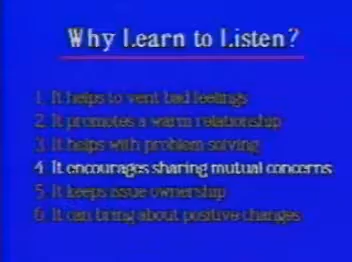 Why Learn to Listen?
1. It helps to vent bad feelings
2. It promotes a warm relationship
3. It helps with problem solving
4. It encourages sharing mutual concerns
5. It keeps issue ownership
6. It can bring about positive changes